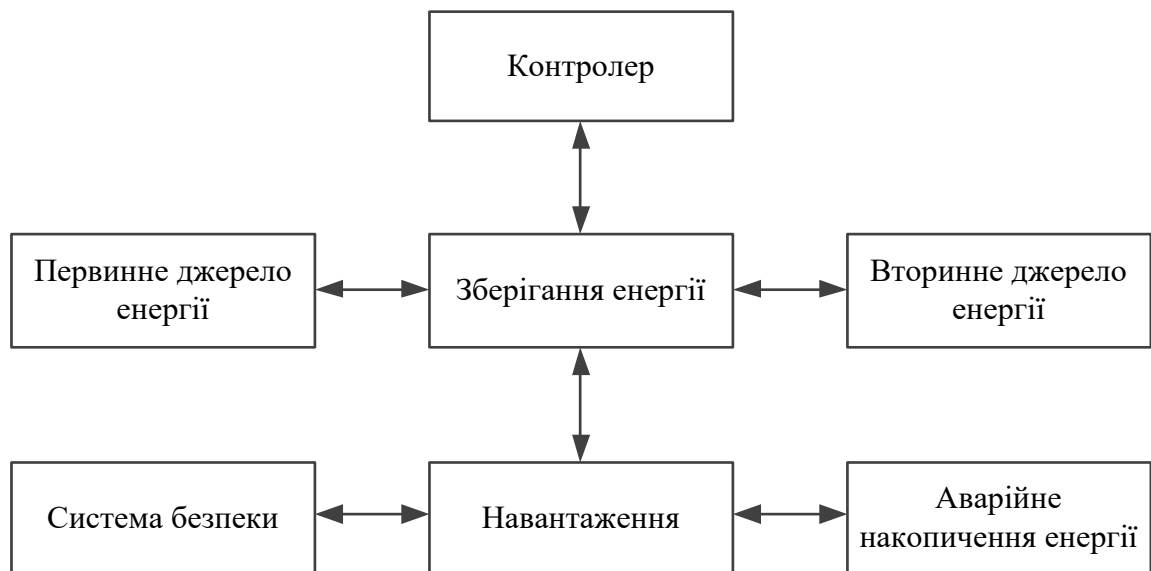 Контролер
Первинне джерело
енергії
Зберігання енергії
Вторинне джерело
енергії
Система безпеки
Навантаження
Аварійне
накопичення енергії